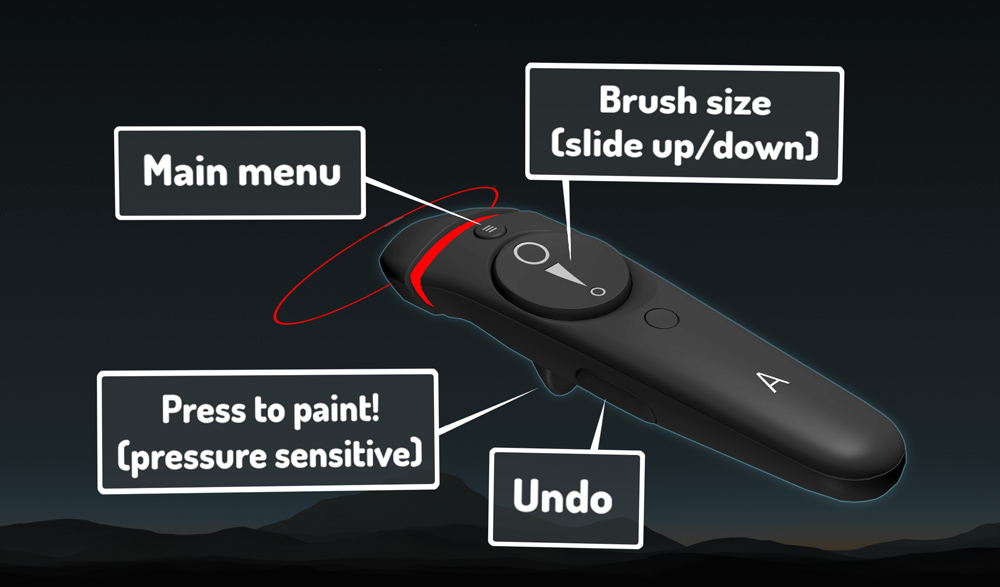 Brush size
(slide up/down)
Main menu
A
Press to paint!
(pressure sensitive)
Undo